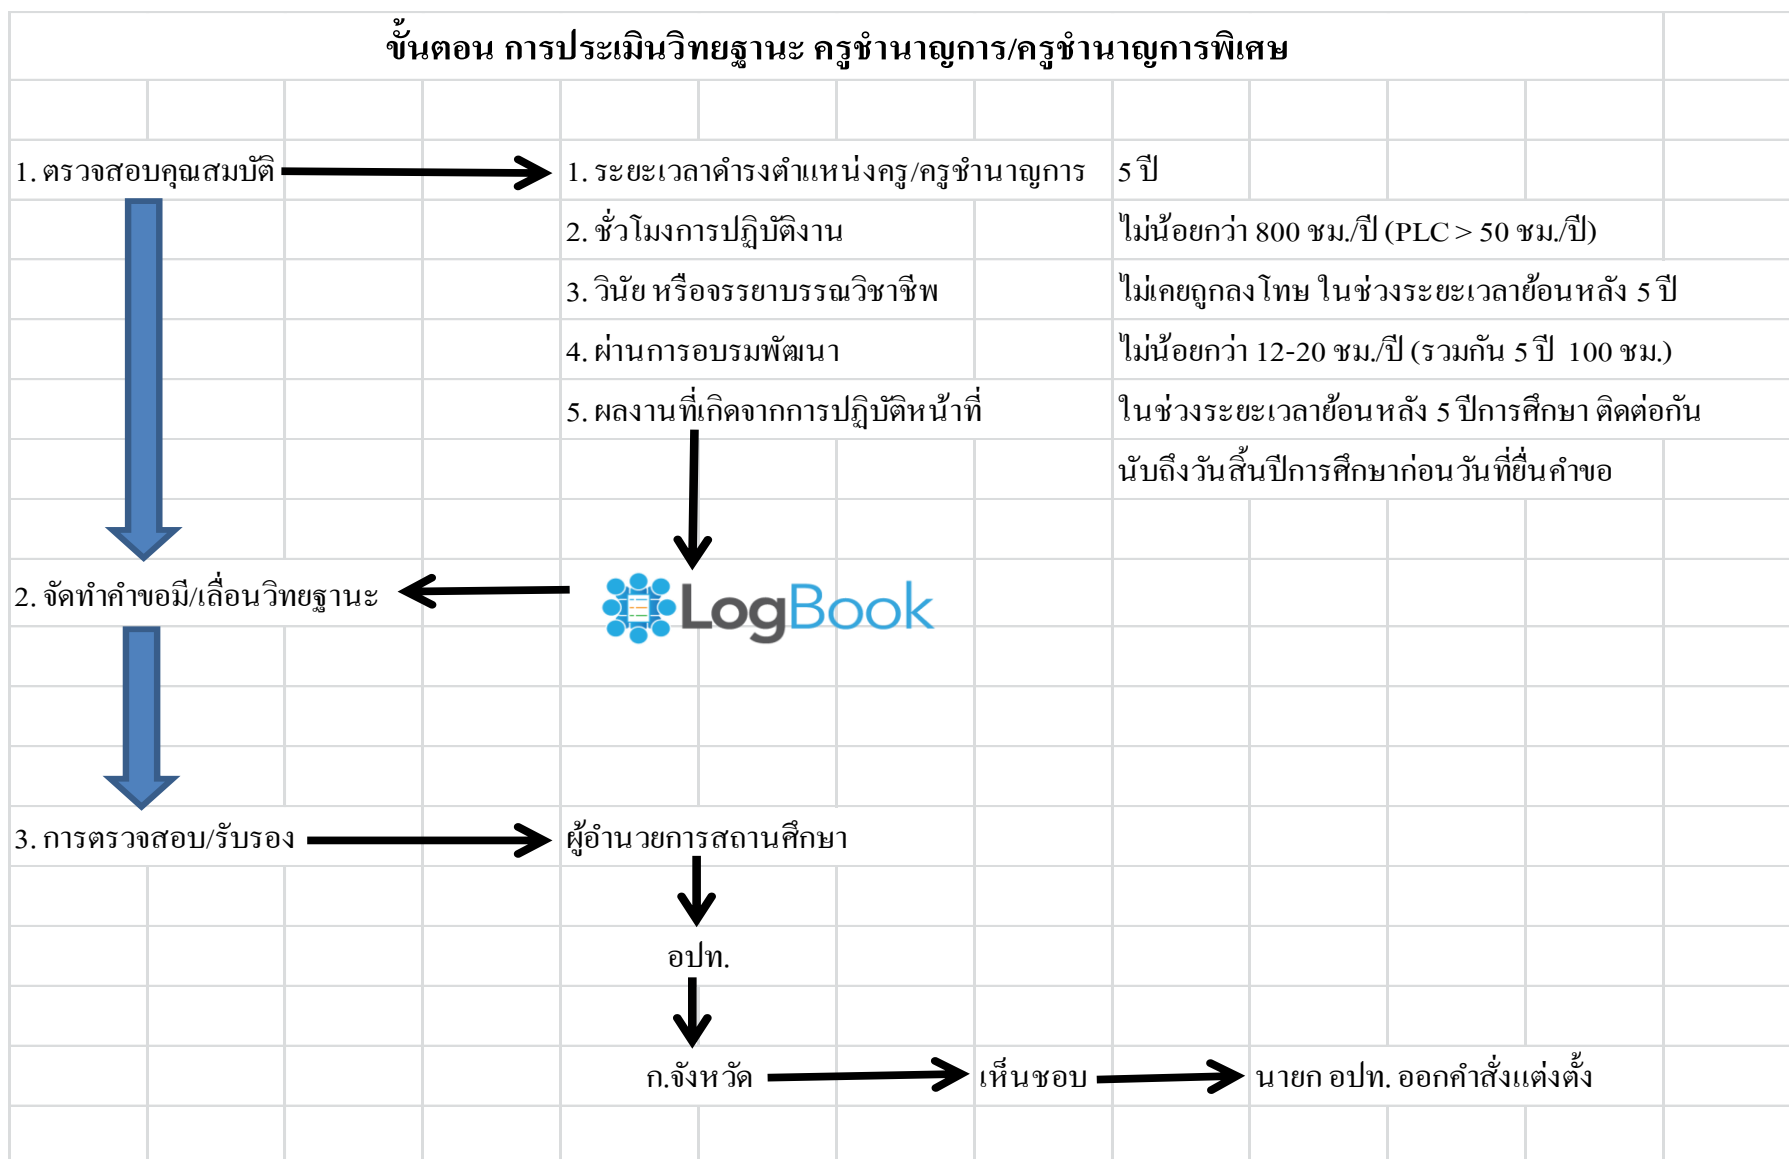 ขั้นตอน การประเมินวิทยฐานะ ครูชำนาญการ/ครูชำนาญการพิเศษ
1. ตรวจสอบคุณสมบัติ 1. ระยะเวลาดำรงตำแหน่งครู/ครูชำนาญการ 5 ปี
2. ชั่วโมงการปฏิบัติงาน ไม่น้อยกว่า 800 ชม./ปี (PLC > 50 ชม./ปี)
3. วินัย หรือจรรยาบรรณวิชาชีพ ไม่เคยถูกลงโทษ ในช่วงระยะเวลาย้อนหลัง 5 ปี
4. ผ่านการอบรมพัฒนา ไม่น้อยกว่า 12-20 ชม./ปี (รวมกัน 5 ปี 100 ชม.)
5. ผลงานที่เกิดจากการปฏิบัติหน้าที่ ในช่วงระยะเวลาย้อนหลัง 5 ปีการศึกษา ติดต่อกัน
นับถึงวันสิ้นปีการศึกษาก่อนวันที่ยื่นคำขอ
2. จัดทำคำขอมี/เลื่อนวิทยฐานะ LogBook
3. การตรวจสอบ/รับรอง ผู้อำนวยการสถานศึกษา
อปท.
ก.จังหวัด เห็นชอบ นายก อปท. ออกคำสั่งแต่งตั้ง